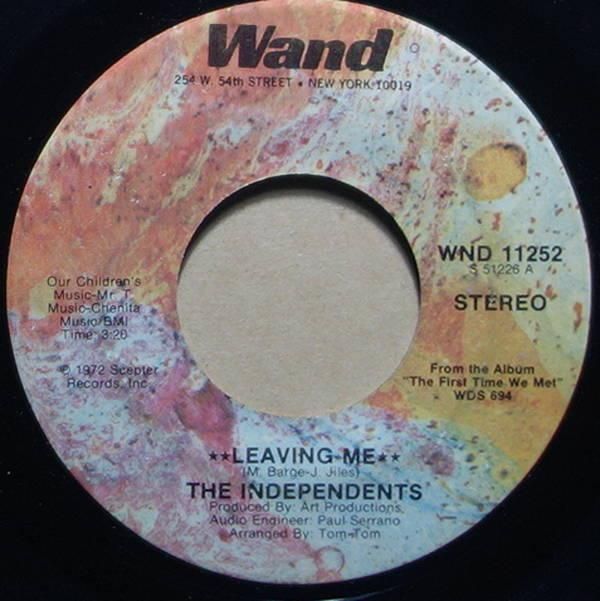 Wand
254 W. 54th STREET • NEW YORK 10019
WND 11252
S 51226 A
STEREO
Our Children's
Music-Mr. T
Music-Chenita
Music/BMI
Time: 3:20
℗ 1972 Scepter
Records, Inc.
From the Album
"The First Time We Met"
WDS 694
★★LEAVING ME★★
(M. Barge-J. Jiles)
THE INDEPENDENTS
Produced By: Art Productions,
Audio Engineer: Paul Serrano
Arranged By: Tom-Tom